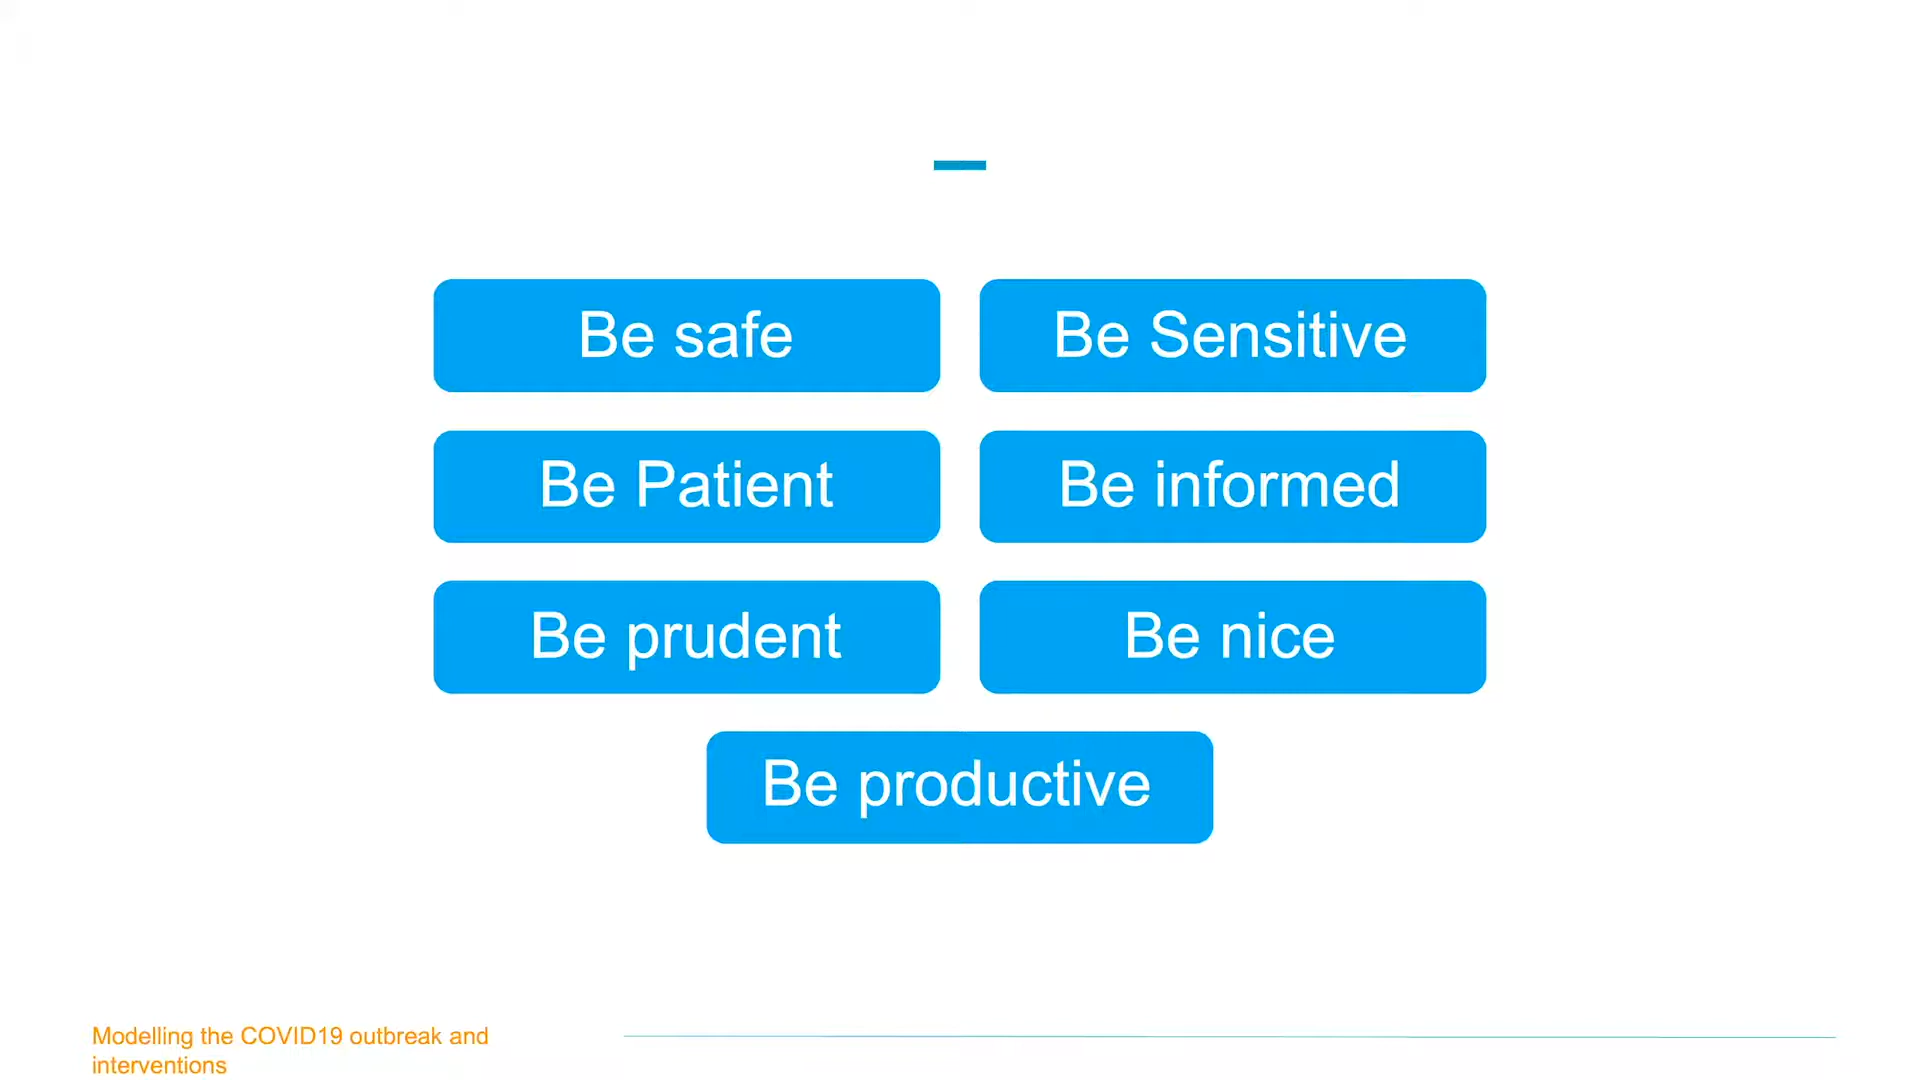 Be safe
Be Sensitive
Be Patient
Be informed
Be prudent
Be nice
Be productive
Modelling the COVID19 outbreak and
interventions